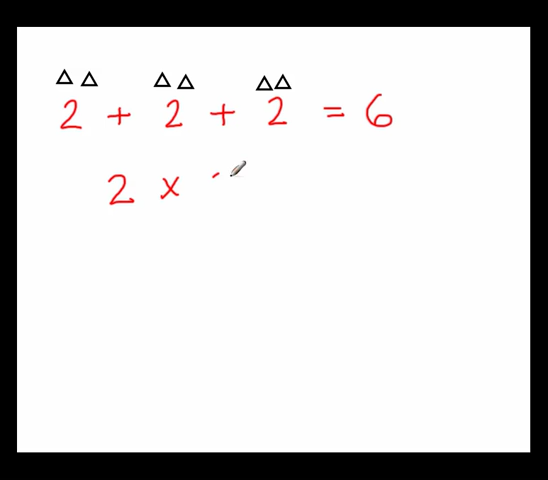 2 + 2 + 2 = 6
2 x